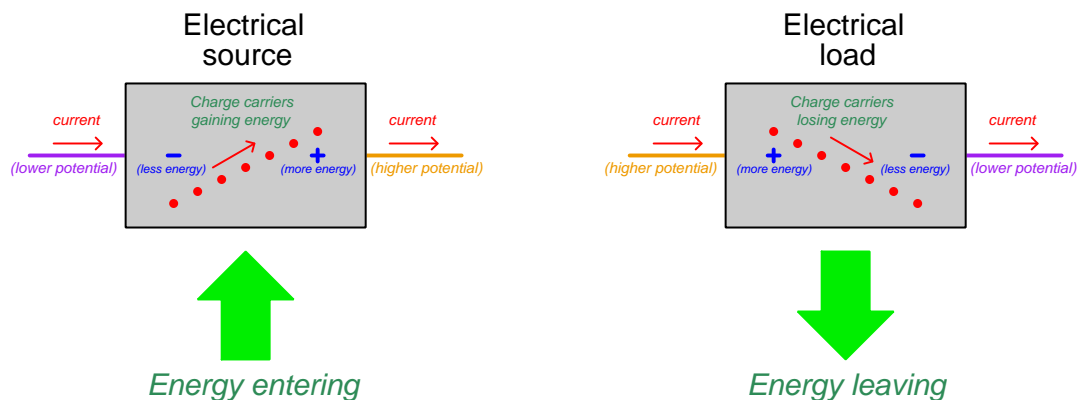 Electrical
source
Charge carriers
gaining energy
current
current
(lower potential)
−
(less energy)
+
(more energy)
(higher potential)
Energy entering
Electrical
load
Charge carriers
losing energy
current
current
(higher potential)
+
(more energy)
−
(less energy)
(lower potential)
Energy leaving